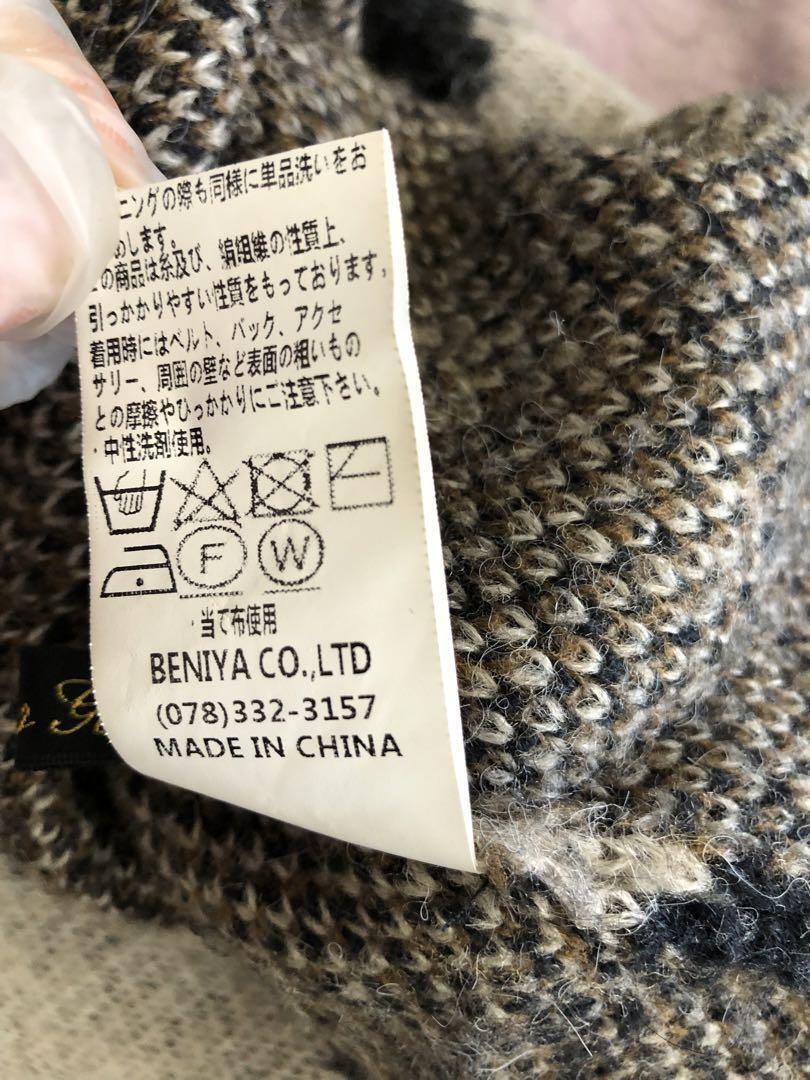 ニングの際も同様に単品洗いをお
めします。
の商品は糸及び、編組織の性質上、
引っかかりやすい性質をもっております。
着用時にはベルト、バック、アクセ
サリー、周囲の壁など表面の粗いもの
との摩擦やひっかかりにご注意下さい。
・中性洗剤使用。
F W
・当て布使用
BENIYA CO.,LTD
(078)332-3157
MADE IN CHINA